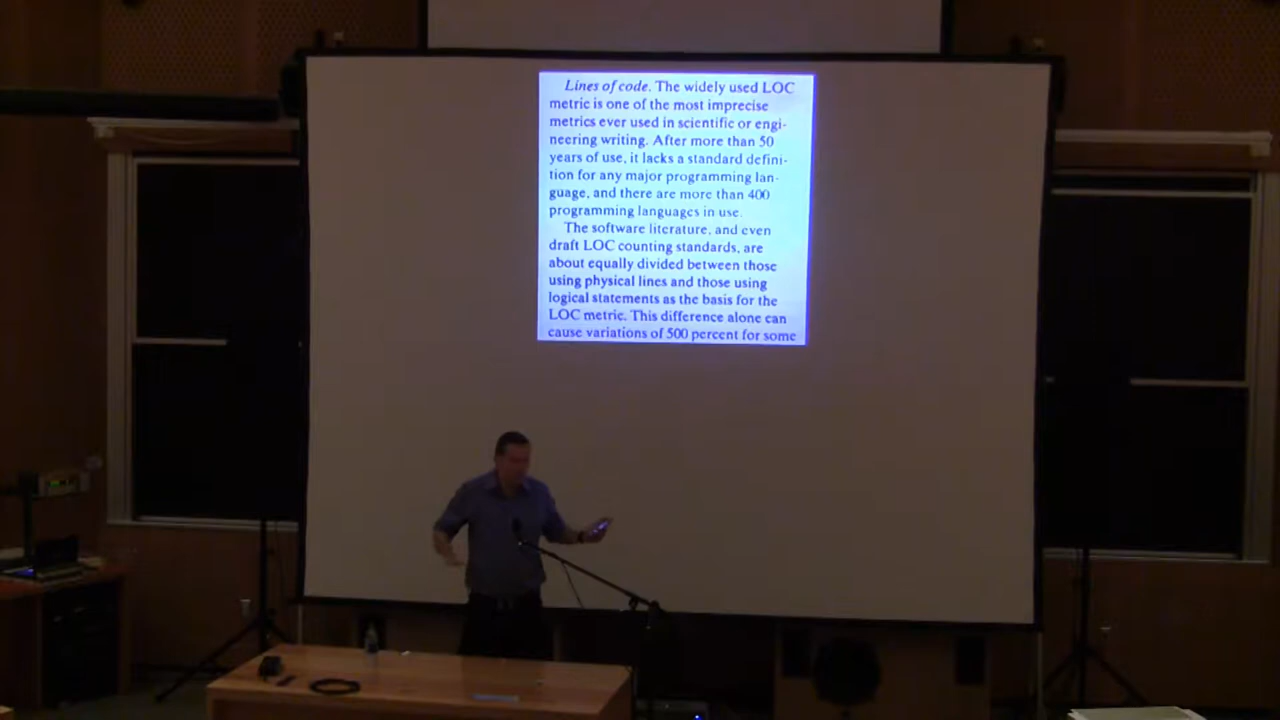 Lines of code. The widely used LOC
metric is one of the most imprecise
metrics ever used in scientific or engi-
neering writing. After more than 50
years of use, it lacks a standard defini-
tion for any major programming lan-
guage, and there are more than 400
programming languages in use.
The software literature, and even
draft LOC counting standards, are
about equally divided between those
using physical lines and those using
logical statements as the basis for the
LOC metric. This difference alone can
cause variations of 500 percent for some